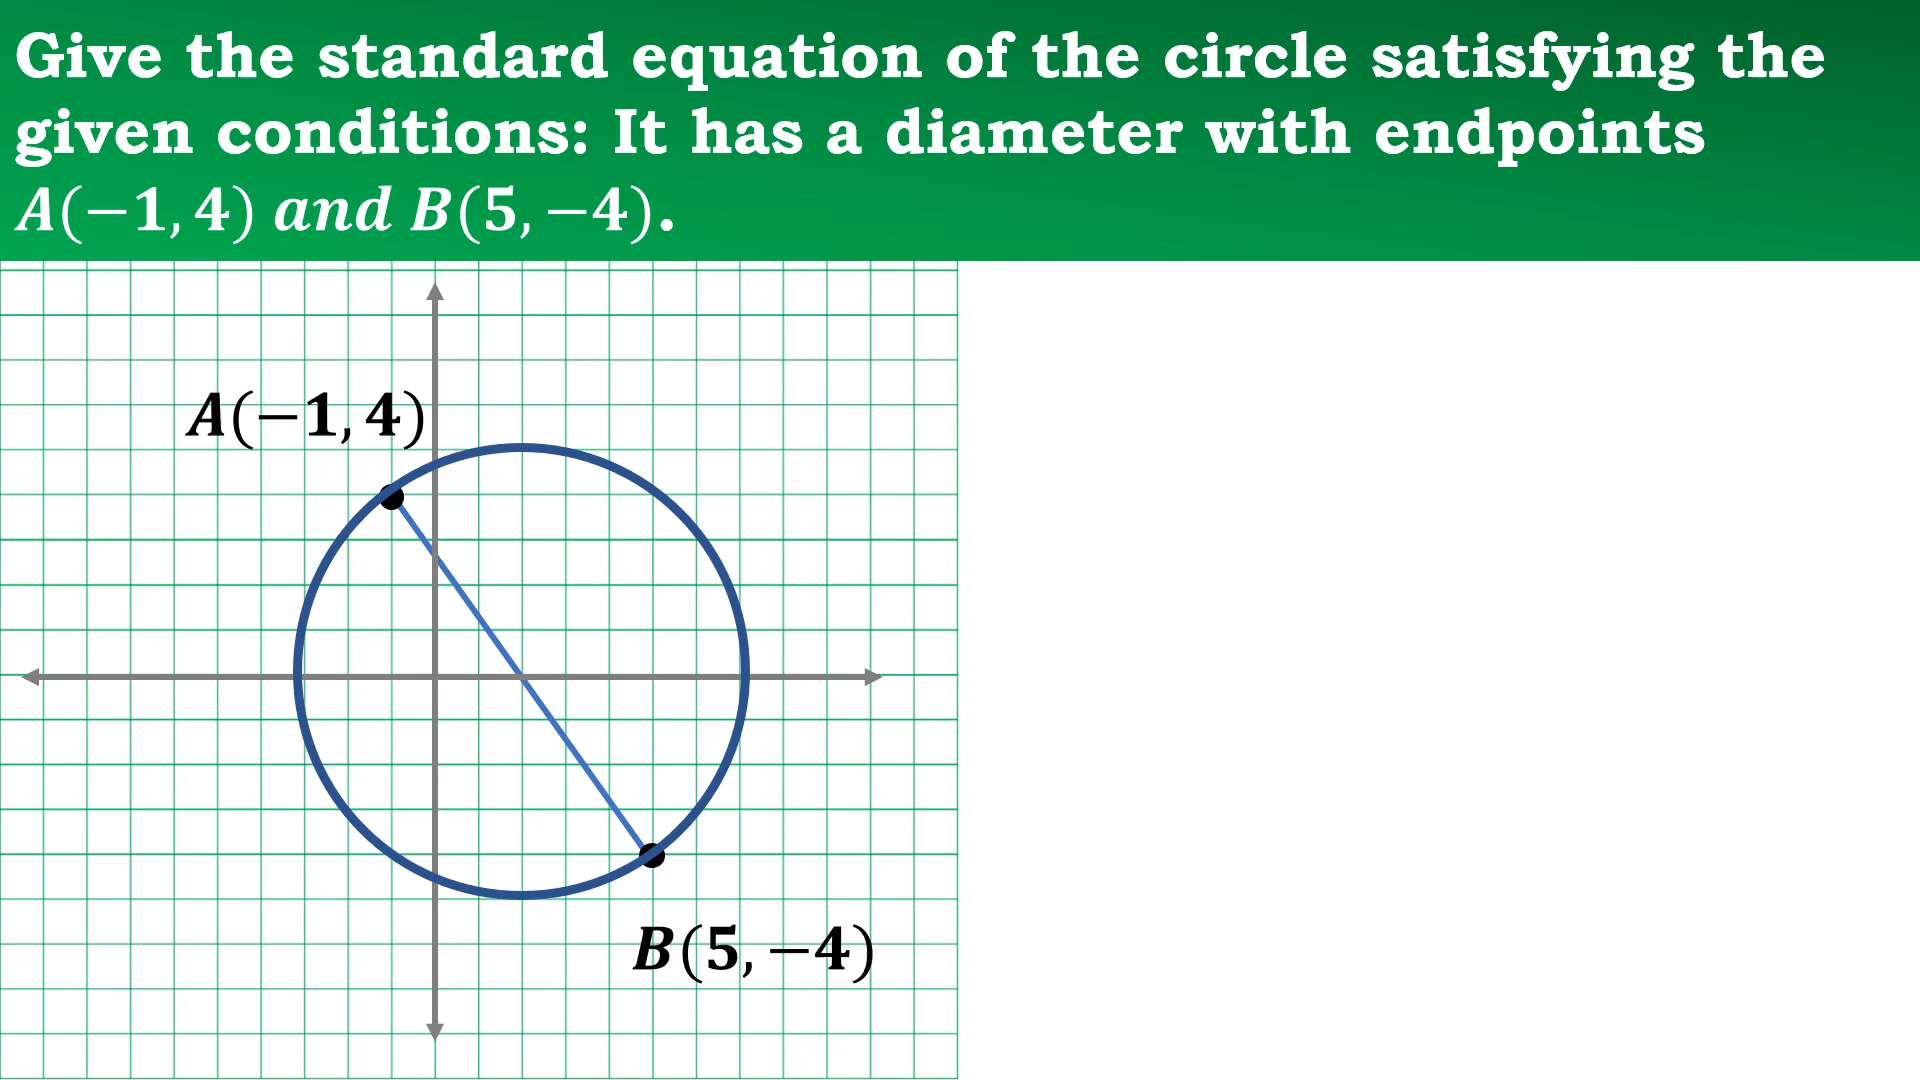 Give the standard equation of the circle satisfying the
given conditions: It has a diameter with endpoints
A(−1, 4) and B(5, −4).
A(−1, 4)
B(5, −4)